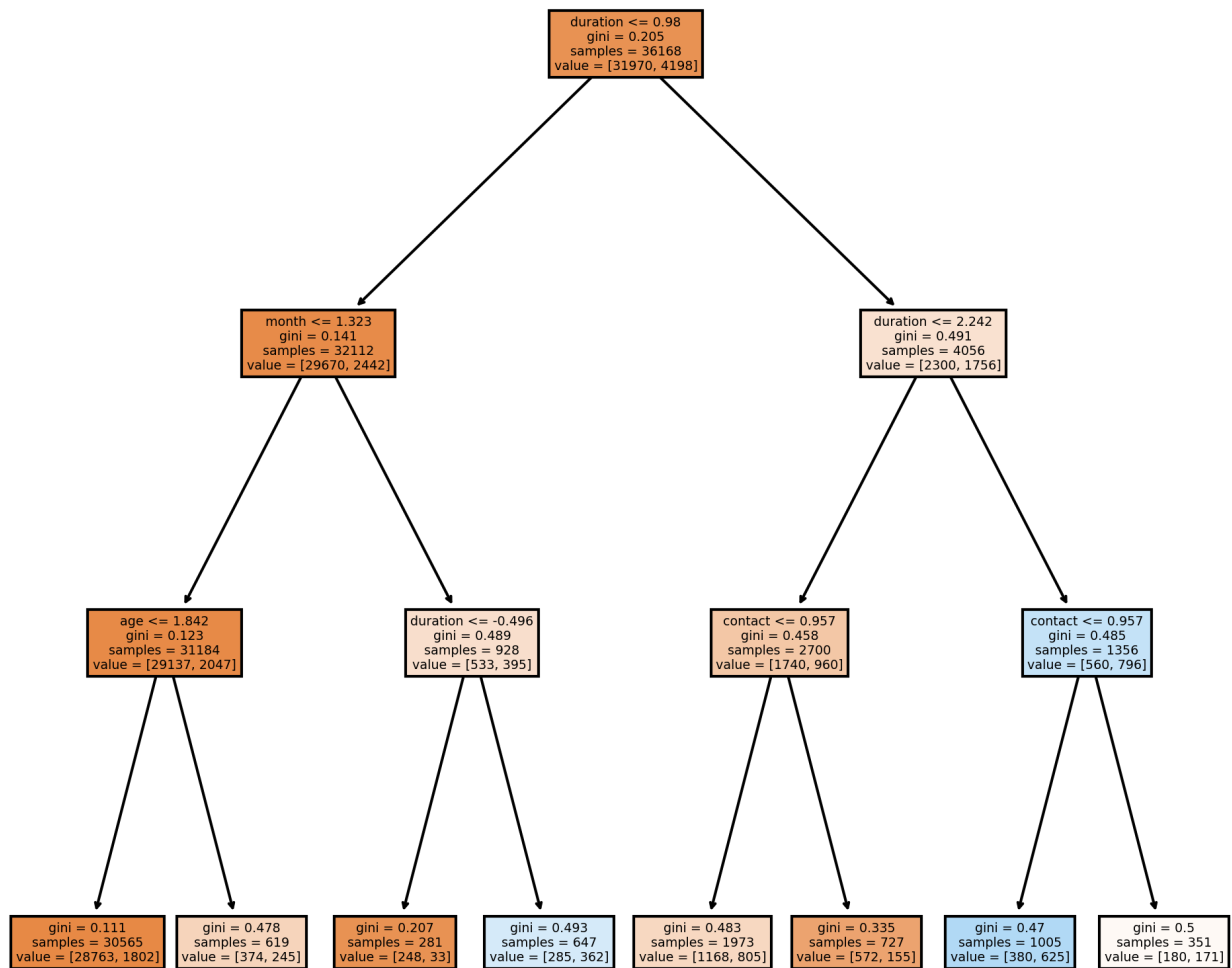 duration <= 0.98
gini = 0.205
samples = 36168
value = [31970, 4198]
month <= 1.323
gini = 0.141
samples = 32112
value = [29670, 2442]
duration <= 2.242
gini = 0.491
samples = 4056
value = [2300, 1756]
age <= 1.842
gini = 0.123
samples = 31184
value = [29137, 2047]
duration <= -0.496
gini = 0.489
samples = 928
value = [533, 395]
contact <= 0.957
gini = 0.458
samples = 2700
value = [1740, 960]
contact <= 0.957
gini = 0.485
samples = 1356
value = [560, 796]
gini = 0.111
samples = 30565
value = [28763, 1802]
gini = 0.478
samples = 619
value = [374, 245]
gini = 0.207
samples = 281
value = [248, 33]
gini = 0.493
samples = 647
value = [285, 362]
gini = 0.483
samples = 1973
value = [1168, 805]
gini = 0.335
samples = 727
value = [572, 155]
gini = 0.47
samples = 1005
value = [380, 625]
gini = 0.5
samples = 351
value = [180, 171]